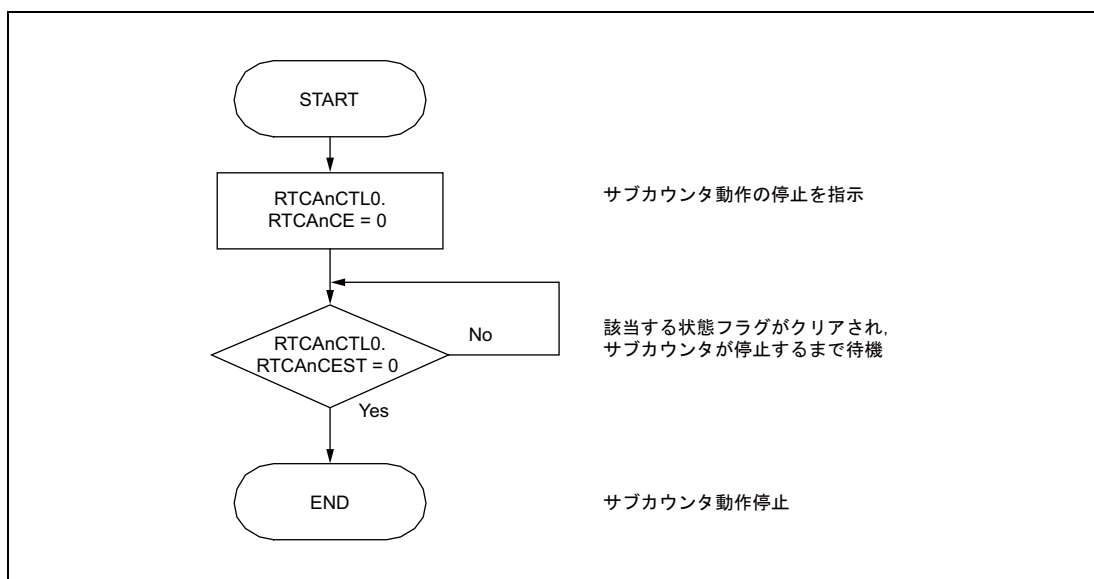 START
RTCAnCTL0.
RTCAnCE = 0
サブカウンタ動作の停止を指示
RTCAnCTL0.
RTCAnCEST = 0
No
該当する状態フラグがクリアされ,
サブカウンタが停止するまで待機
Yes
END
サブカウンタ動作停止